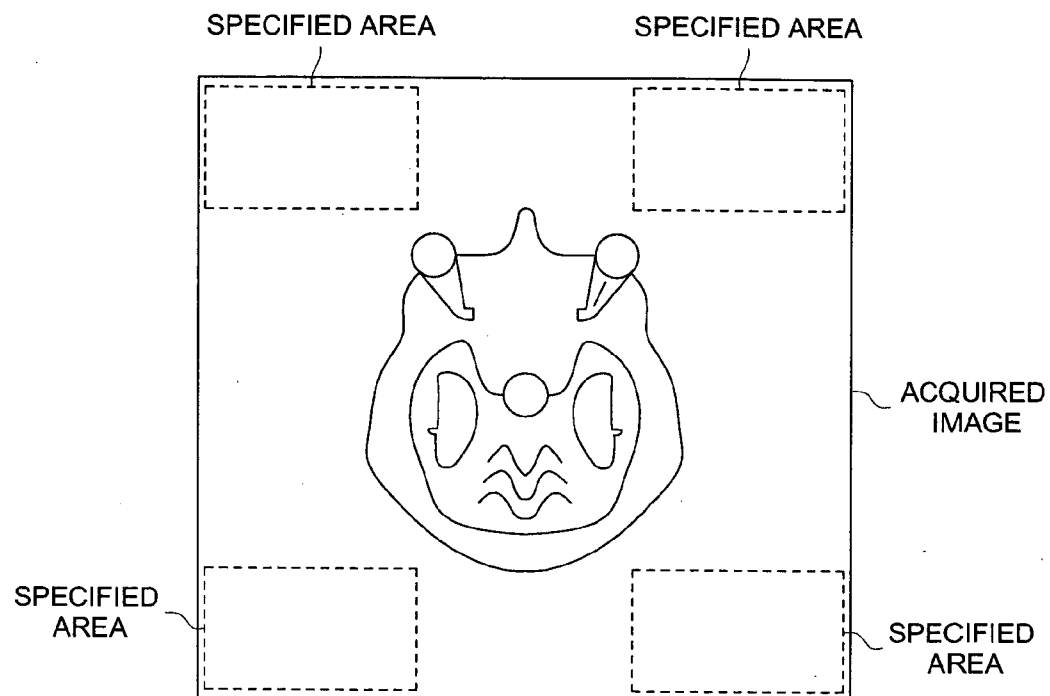 SPECIFIED AREA
SPECIFIED AREA
ACQUIRED
IMAGE
SPECIFIED
AREA
SPECIFIED
AREA